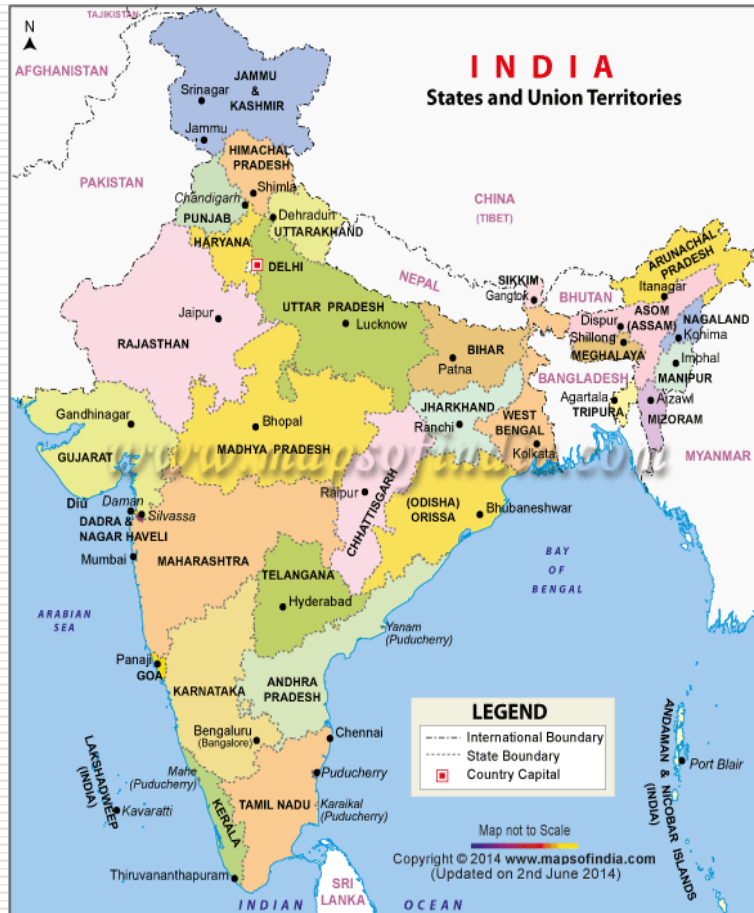 TAJIKISTAN
N
AFGHANISTAN
INDIA
States and Union Territories
JAMMU
&
KASHMIR
Srinagar
Jammu
HIMACHAL
PRADESH
PAKISTAN
Shimla
Chandigarh
CHINA
(TIBET)
PUNJAB
Dehradun
UTTARAKHAND
HARYANA
DELHI
ARUNACHAL
PRADESH
NEPAL
SIKKIM
Gangtok
Itanagar
BHUTAN
UTTAR PRADESH
Lucknow
Jaipur
RAJASTHAN
ASOM
(ASSAM)
NAGALAND
Dispur
Kohima
Shillong
MEGHALAYA
BIHAR
Patna
Imphal
MANIPUR
BANGLADESH
Agartala
TRIPURA
Aizawl
MIZORAM
JHARKHAND
Ranchi
WEST
BENGAL
Kolkata
Gandhinagar
GUJARAT
Bhopal
MADHYA PRADESH
www.mapsofindia.com
MYANMAR
Raipur
CHHATTISGARH
(ODISHA)
ORISSA
Bhubaneshwar
Diu
Daman
Silvassa
DADRA &
NAGAR HAVELI
Mumbai
MAHARASHTRA
BAY
OF
BENGAL
TELANGANA
Hyderabad
ARABIAN
SEA
Yanam
(Puducherry)
Panaji
GOA
KARNATAKA
ANDHRA
PRADESH
Bengaluru
(Bangalore)
Chennai
LEGEND
International Boundary
State Boundary
Country Capital
LAKSHADWEEP
(INDIA)
Kavaratti
Mahe
(Puducherry)
Puducherry
KERALA
TAMIL NADU
Karaikal
(Puducherry)
ANDAMAN & NICOBAR ISLANDS
(INDIA)
Port Blair
Map not to Scale
Copyright © 2014 www.mapsofindia.com
(Updated on 2nd June 2014)
Thiruvananthapuram
SRI
LANKA
INDIAN OCEAN